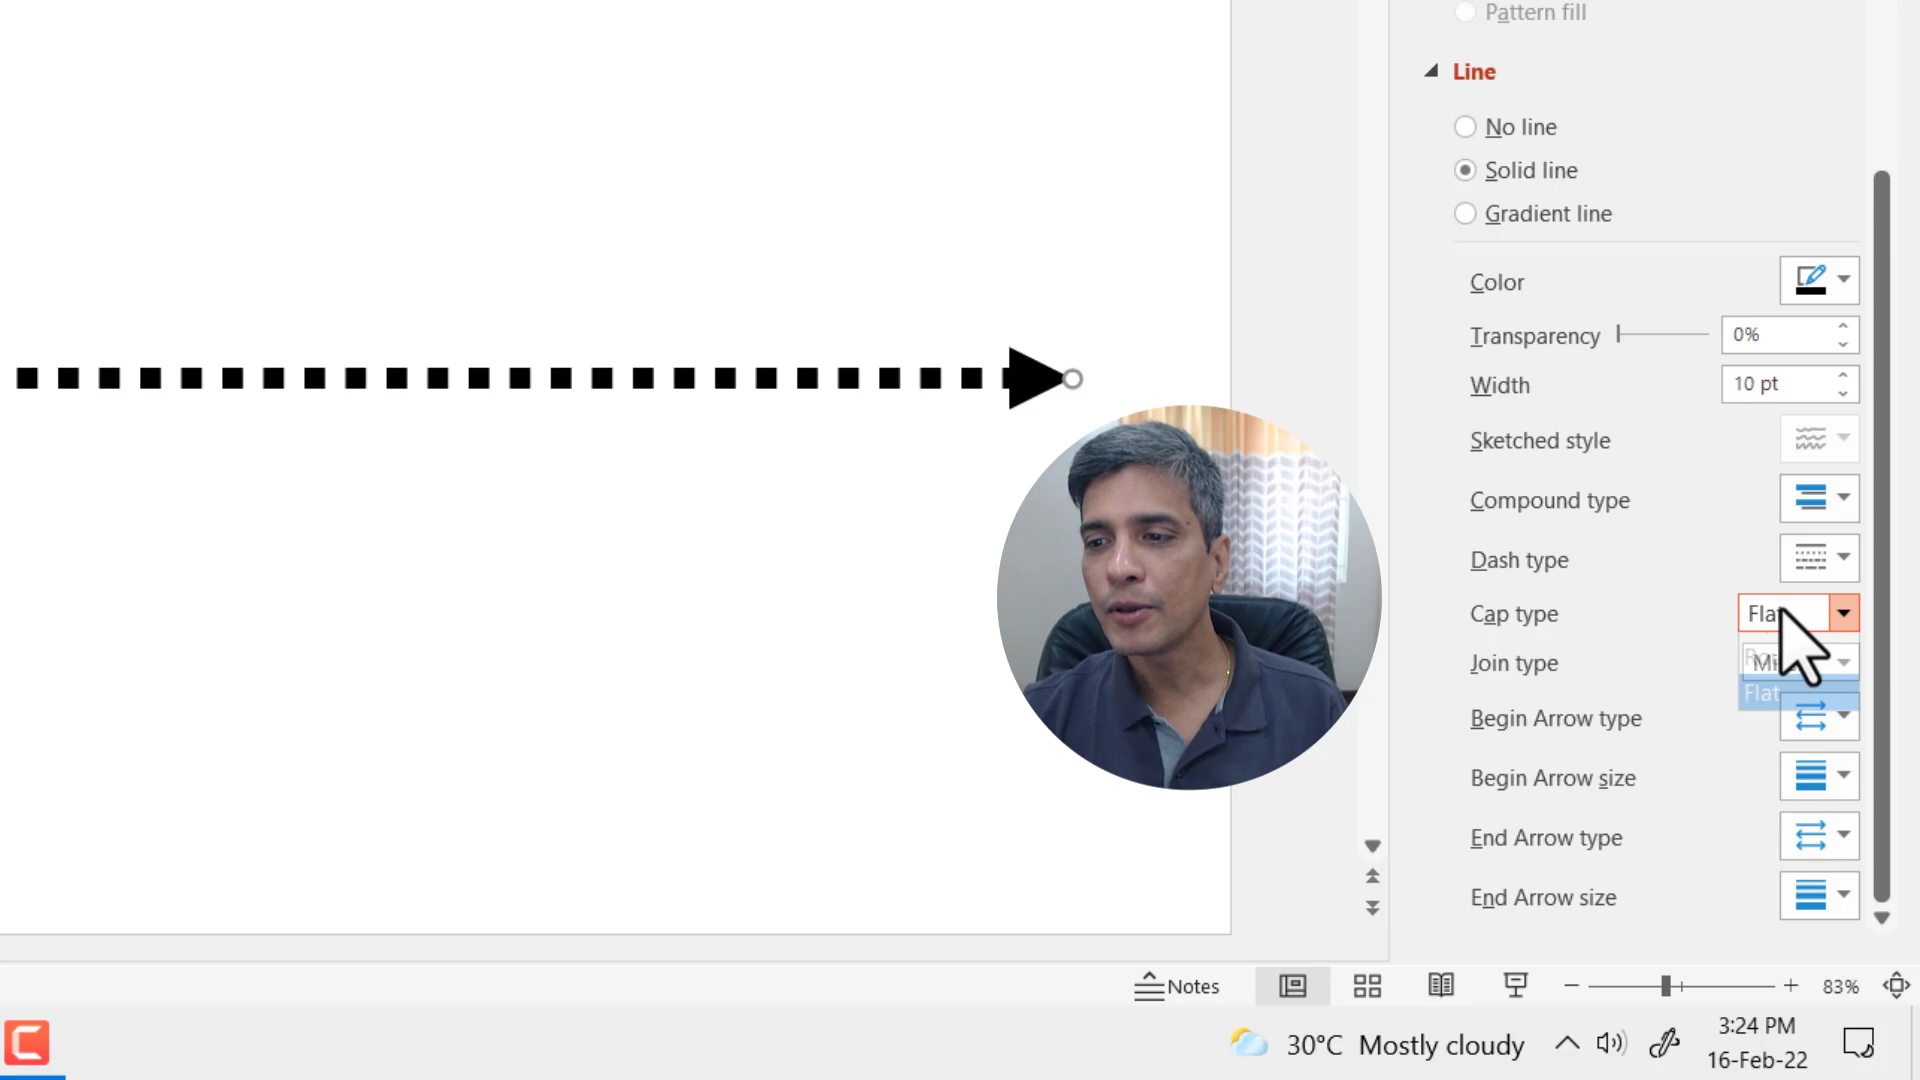 Pattern fill
Line
No line
Solid line
Gradient line
Color
Transparency 0%
Width 10 pt
Sketched style
Compound type
Dash type
Cap type
Join type
Flat
Begin Arrow type
Begin Arrow size
End Arrow type
End Arrow size
Notes
83%
30°C Mostly cloudy
3:24 PM
16-Feb-22